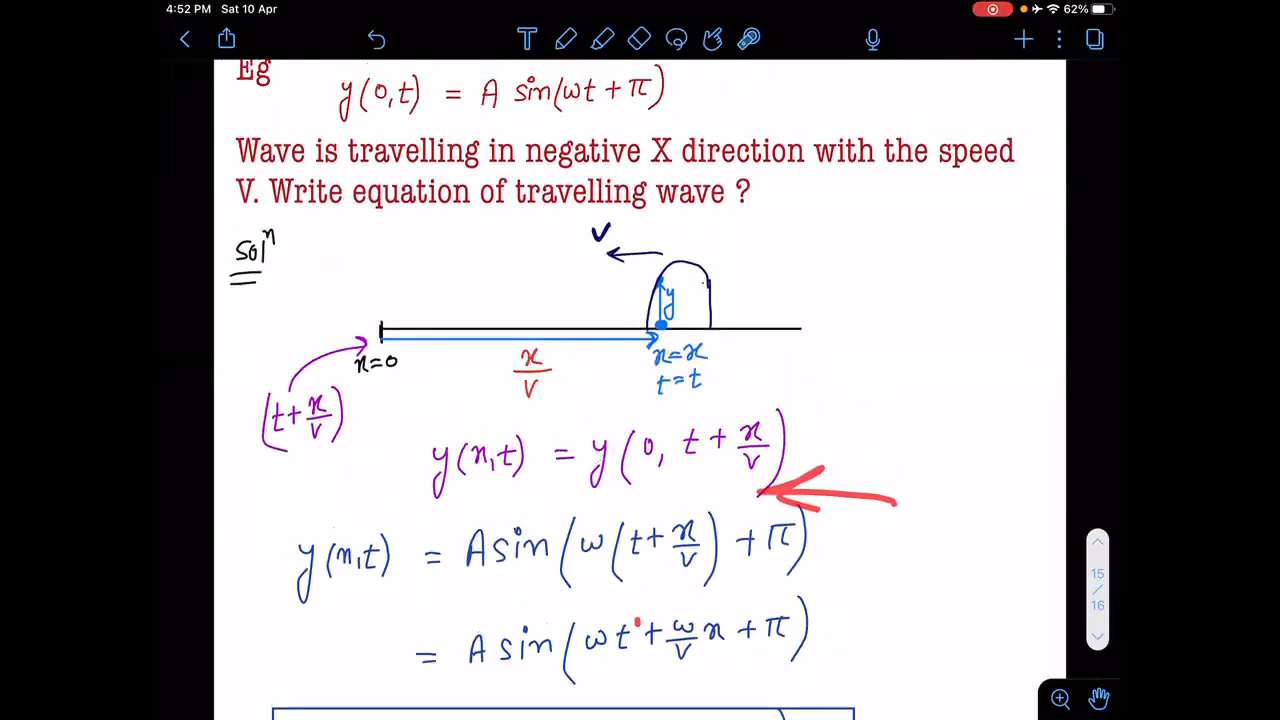 4:52 PM Sat 10 Apr
62%
Eg
y(0,t) = A sin(ωt + π)
Wave is travelling in negative X direction with the speed
V. Write equation of travelling wave ?
Solⁿ
V
y
x=0
x/V
x=x
t=t
(t+x/V)
y(x,t) = y(0, t + x/V)
y(x,t) = A sin(ω(t+x/V) + π)
= A sin(ωt + ω/V x + π)
15
/
16